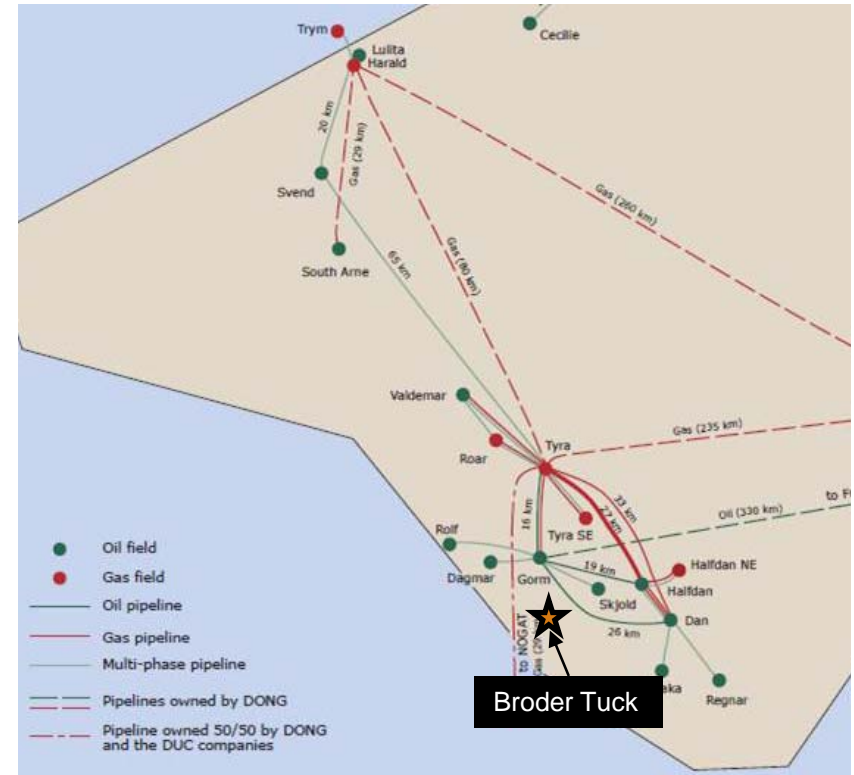 Trym
Lulita
Harald
Cecilie
20 km
Gas (29 km)
Svend
South Arne
65 km
Gas (80 km)
Gas (260 km)
Valdemar
Roar
Tyra
Gas (235 km)
16 km
27 km
33 km
Tyra SE
Oil (330 km)
Rolf
Dagmar
Gorm
19 km
Halfdan NE
Halfdan
Skjold
Dan
26 km
to NOGAT
Regnar
Broder Tuck
Oil field
Gas field
Oil pipeline
Gas pipeline
Multi-phase pipeline
Pipelines owned by DONG
Pipeline owned 50/50 by DONG
and the DUC companies